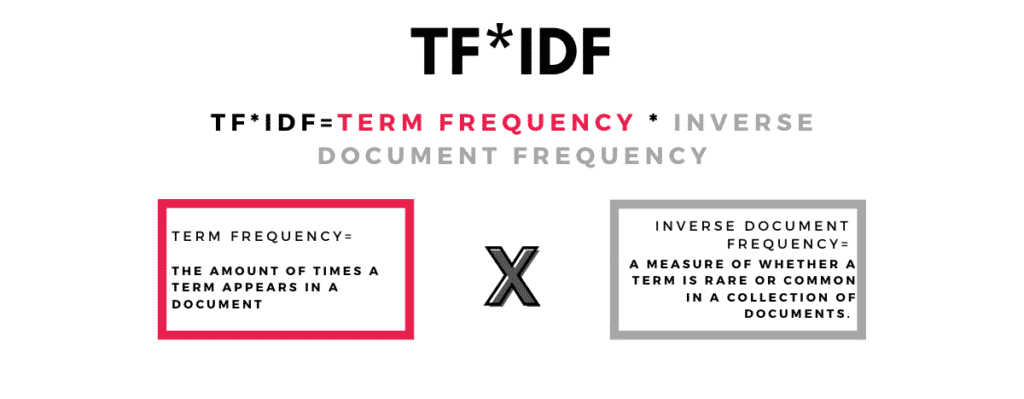 TF*IDF
TF*IDF=TERM FREQUENCY * INVERSE
DOCUMENT FREQUENCY
TERM FREQUENCY=
THE AMOUNT OF TIMES A
TERM APPEARS IN A
DOCUMENT
X
INVERSE DOCUMENT
FREQUENCY=
A MEASURE OF WHETHER A
TERM IS RARE OR COMMON
IN A COLLECTION OF
DOCUMENTS.